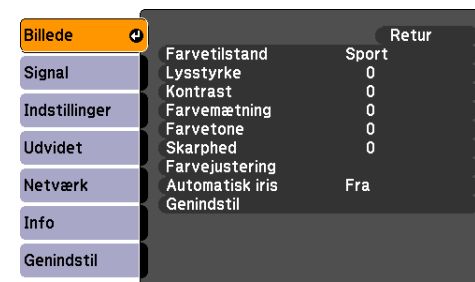 Billede
Signal
Indstillinger
Udvidet
Netværk
Info
Genindstil
Retur
Farvetilstand Sport
Lysstyrke 0
Kontrast 0
Farvemætning 0
Farvetone 0
Skarphed 0
Farvejustering
Automatisk iris Fra
Genindstil